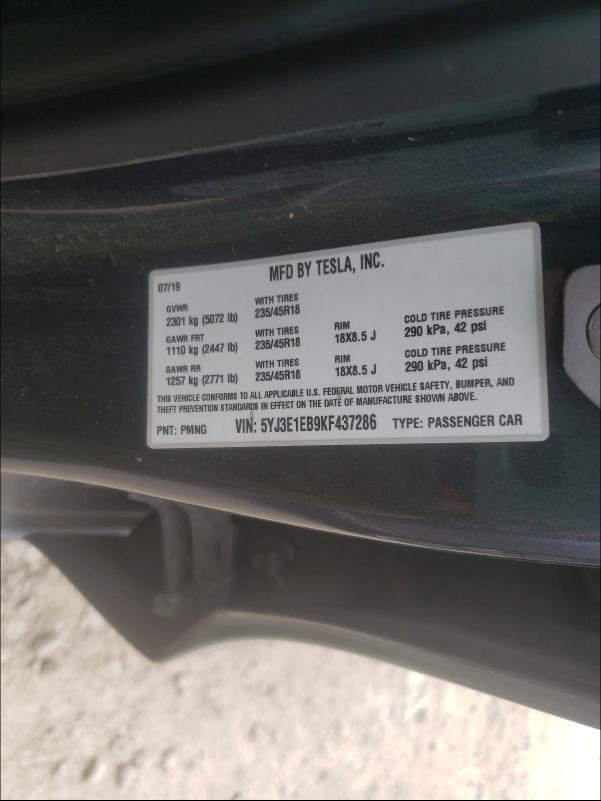 MFD BY TESLA, INC.
07/19
GVWR WITH TIRES
2301 kg (5072 lb) 235/45R18
GAWR FRT WITH TIRES RIM COLD TIRE PRESSURE
1110 kg (2447 lb) 235/45R18 18X8.5 J 290 kPa, 42 psi
GAWR RR WITH TIRES RIM COLD TIRE PRESSURE
1257 kg (2771 lb) 235/45R18 18X8.5 J 290 kPa, 42 psi
THIS VEHICLE CONFORMS TO ALL APPLICABLE U.S. FEDERAL MOTOR VEHICLE SAFETY, BUMPER, AND
THEFT PREVENTION STANDARDS IN EFFECT ON THE DATE OF MANUFACTURE SHOWN ABOVE.
PNT: PMNG VIN: 5YJ3E1EB9KF437286 TYPE: PASSENGER CAR